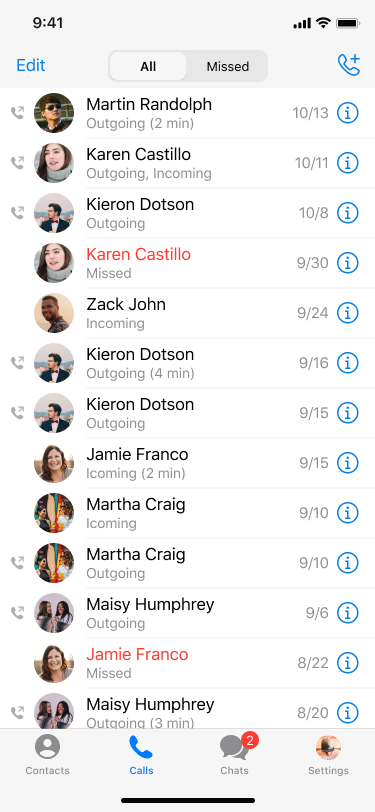 9:41
Edit
All
Missed
Martin Randolph
Outgoing (2 min)
10/13
Karen Castillo
Outgoing, Incoming
10/11
Kieron Dotson
Outgoing
10/8
Karen Castillo
Missed
9/30
Zack John
Incoming
9/24
Kieron Dotson
Outgoing (4 min)
9/16
Kieron Dotson
Outgoing
9/15
Jamie Franco
Icoming (2 min)
9/15
Martha Craig
Icoming
9/10
Martha Craig
Outgoing
9/10
Maisy Humphrey
Outgoing
9/6
Jamie Franco
Missed
8/22
Maisy Humphrey
Outgoing (3 min)
8/20
Contacts
Calls
2
Chats
Settings